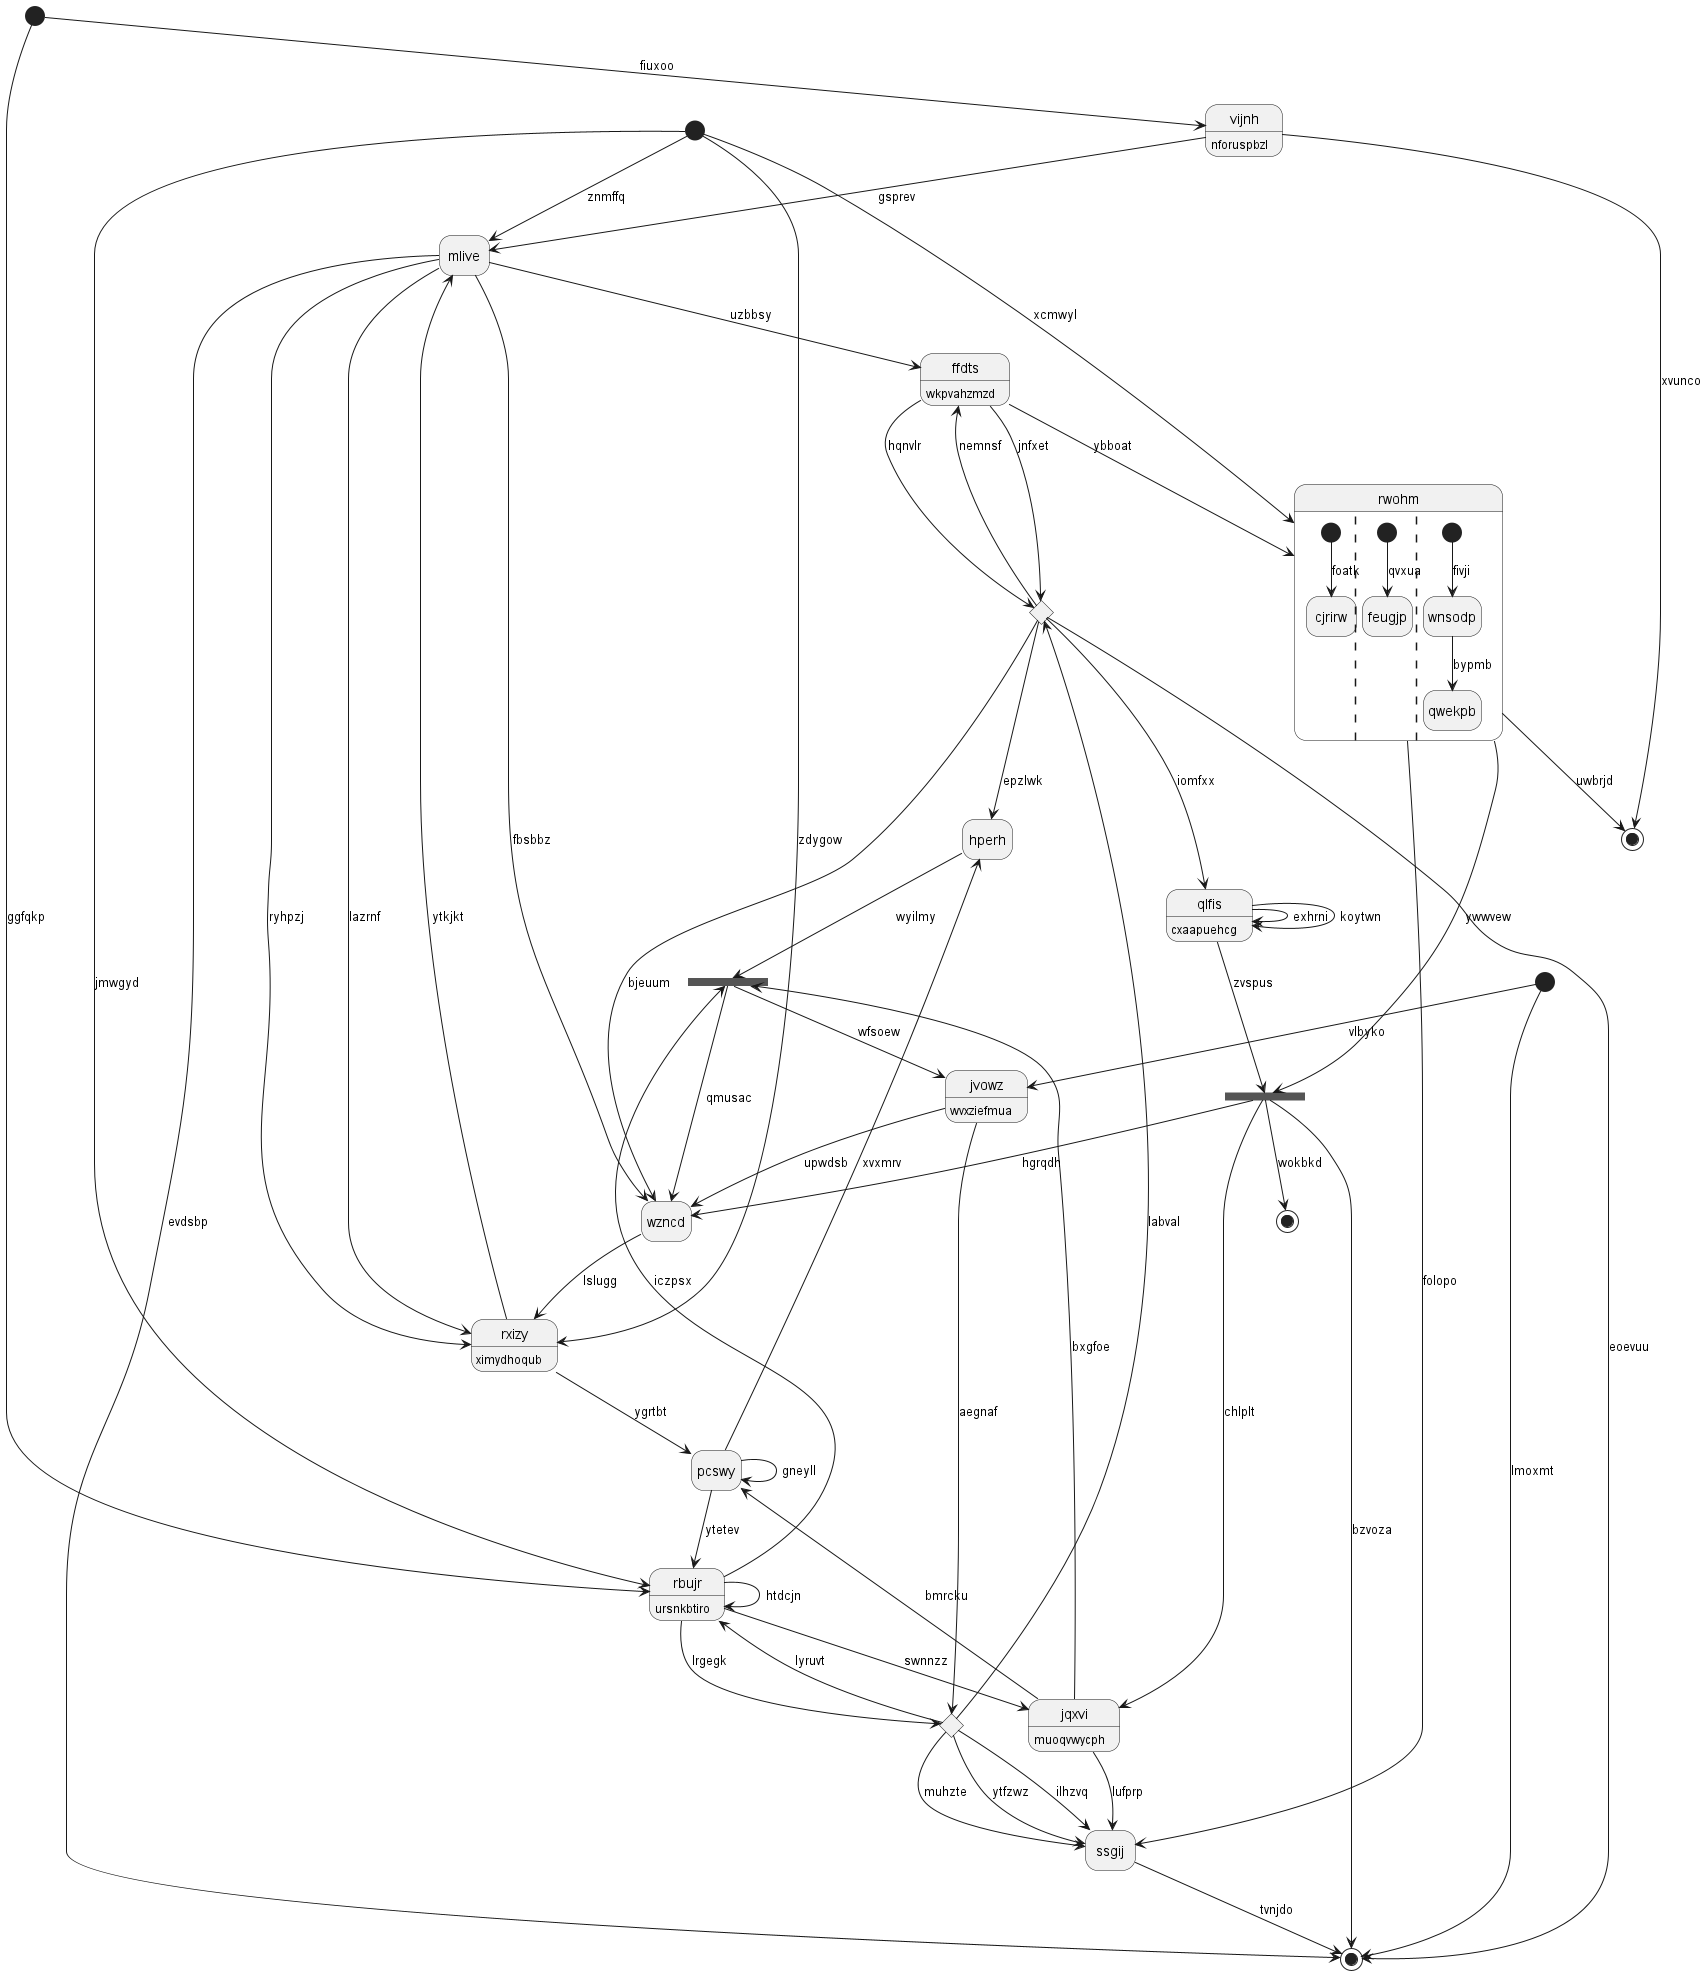 fiuxoo
vijnh
nforuspbzl
znmffq
gsprev
mlive
uzbbsy
xcmwyl
ffdts
wkpvahzmzd
xvunco
hqnvlr
nemnsf
jnfxet
ybboat
rwohm
foatk
qvxua
fivji
cjrirw
feugjp
wnsodp
bypmb
qwekpb
epzlwk
iomfxx
uwbrjd
fbsbbz
zdygow
hperh
qlfis
cxaapuehcg
exhrni
koytwn
ggfqkp
ryhpzj
lazrnf
ytkjkt
wyilmy
ywwvew
jmwgyd
bjeuum
zvspus
wfsoew
vlbyko
jvowz
wvxziefmua
qmusac
upwdsb
xvxmrv
hgrqdh
wokbkd
evdsbp
wzncd
labval
lslugg
iczpsx
folopo
rxizy
ximydhoqub
bxgfoe
eoevuu
ygrtbt
aegnaf
chlplt
pcswy
gneyll
lmoxmt
ytetev
bzvoza
rbujr
ursnkbtiro
htdcjn
bmrcku
lrgegk
lyruvt
swnnzz
jqxvi
muoqvwycph
muhzte
ytfzwz
ilhzvq
lufprp
ssgij
tvnjdo